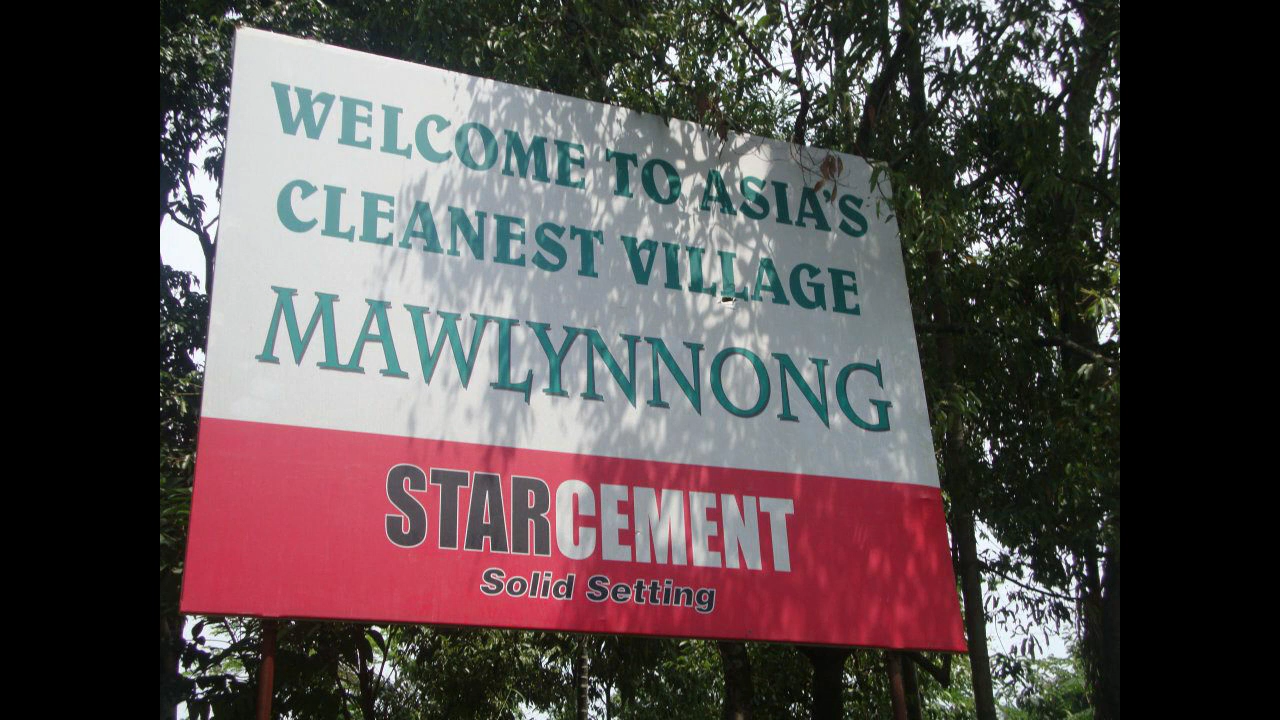 WELCOME TO ASIA'S
CLEANEST VILLAGE
MAWLYNNONG
STARCEMENT
Solid Setting